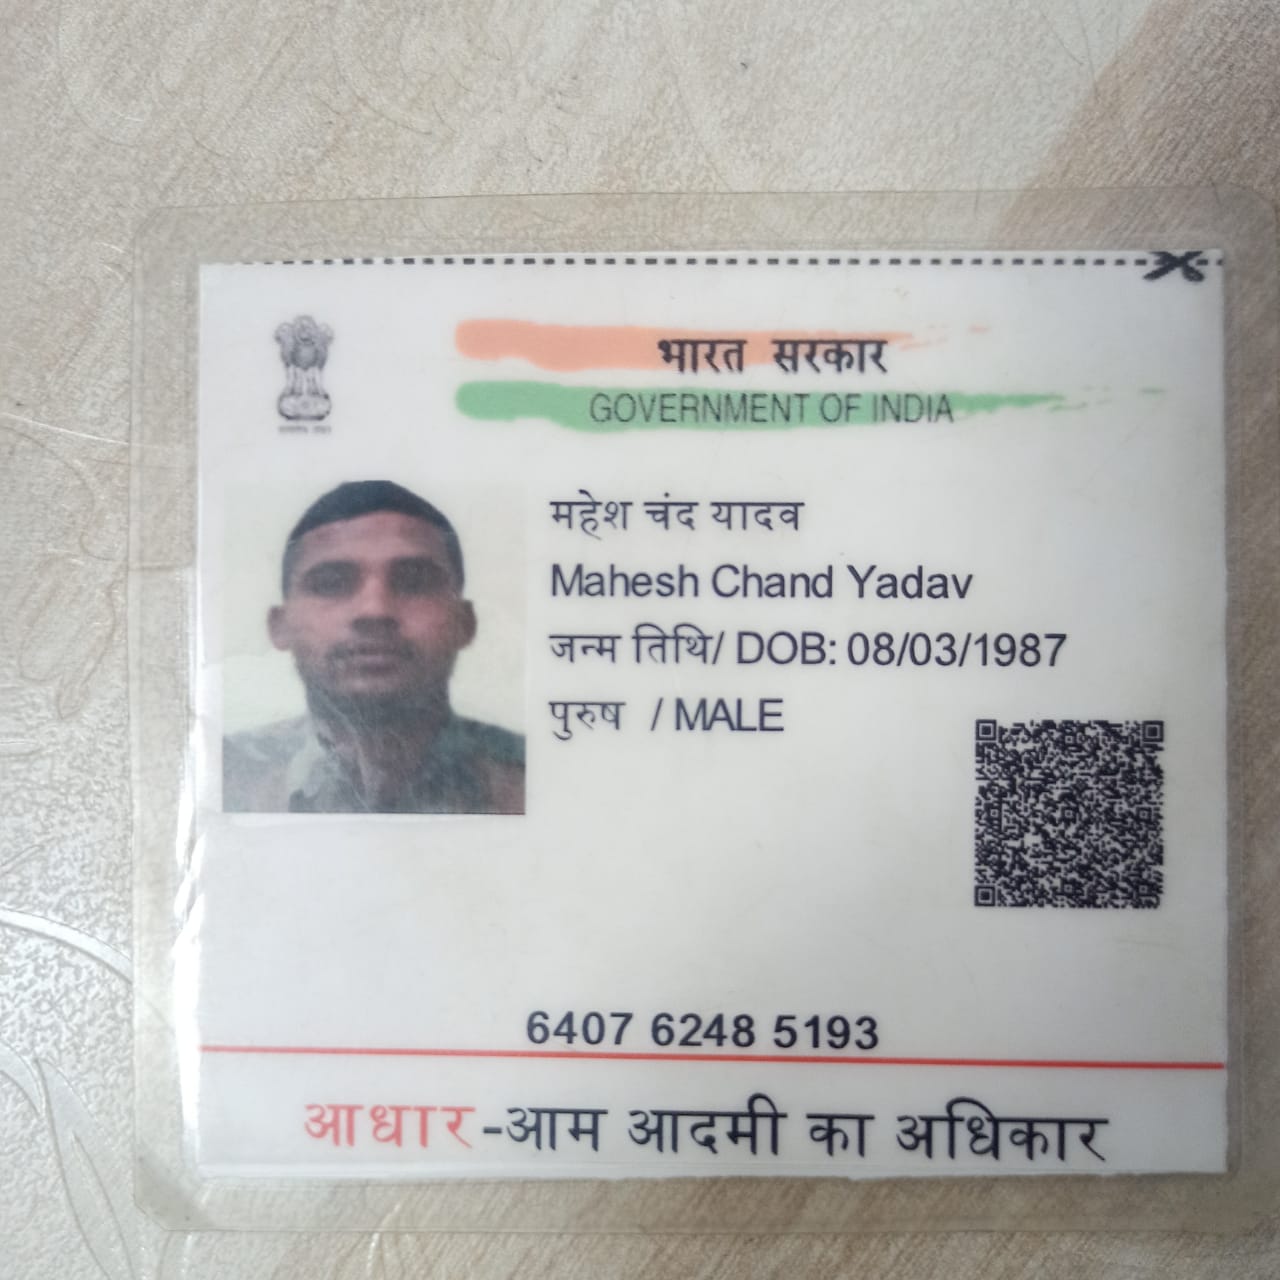 भारत सरकार
GOVERNMENT OF INDIA
महेश चंद यादव
Mahesh Chand Yadav
जन्म तिथि/ DOB: 08/03/1987
पुरुष / MALE
6407 6248 5193
आधार-आम आदमी का अधिकार